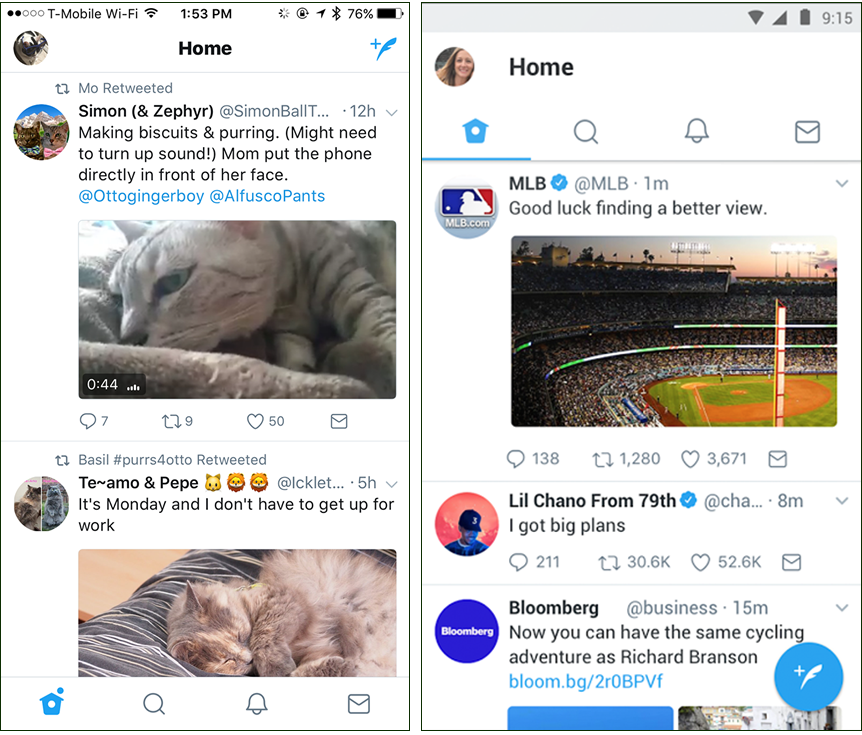 T-Mobile Wi-Fi 1:53 PM 76%
Home
Mo Retweeted
Simon (& Zephyr) @SimonBallT... · 12h
Making biscuits & purring. (Might need
to turn up sound!) Mom put the phone
directly in front of her face.
@Ottogingerboy @AlfuscoPants
0:44
7 9 50
Basil #purrs4otto Retweeted
Te~amo & Pepe 🐱🦁🦁 @Icklet... · 5h
It's Monday and I don't have to get up for
work
9:15
Home
MLB @MLB · 1m
MLB.com
Good luck finding a better view.
138 1,280 3,671
Lil Chano From 79th @cha... · 8m
3
I got big plans
211 30.6K 52.6K
Bloomberg @business · 15m
Bloomberg
Now you can have the same cycling
adventure as Richard Branson
bloom.bg/2r0BPVf